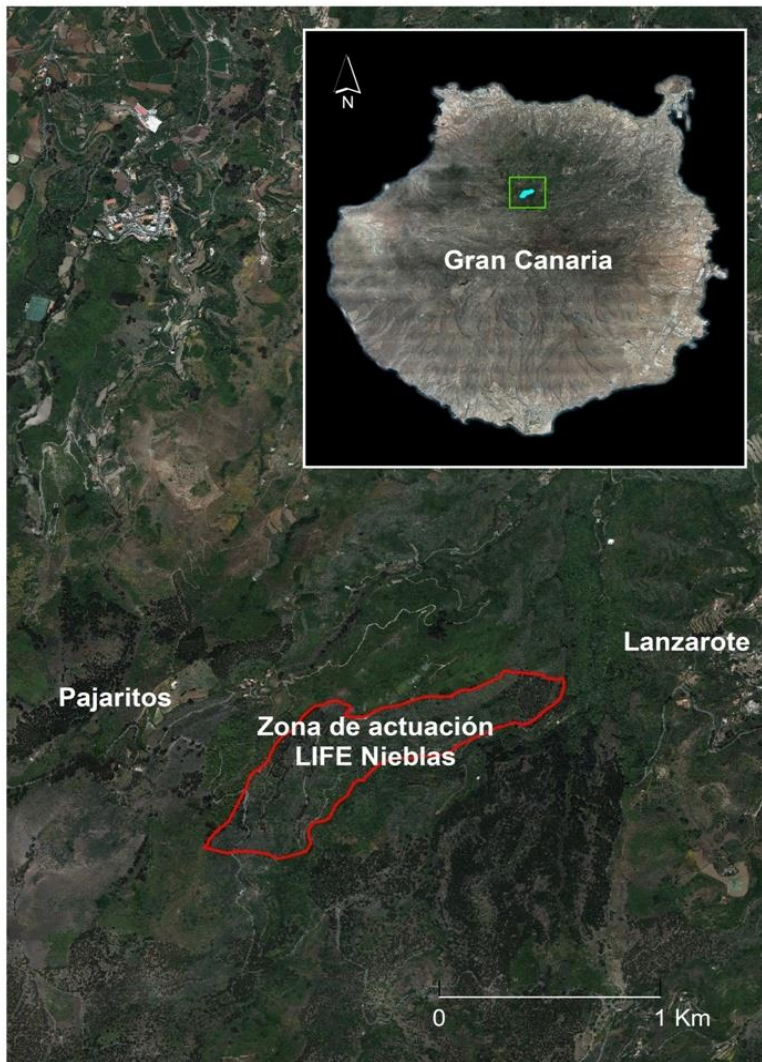 N
Gran Canaria
Lanzarote
Pajaritos
Zona de actuación
LIFE Nieblas
0
1 Km